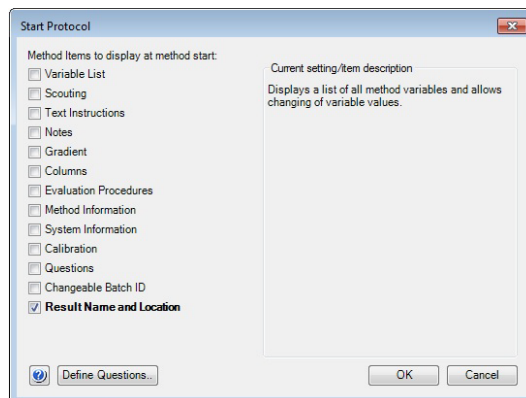 Start Protocol
Method Items to display at method start:
Variable List
Scouting
Text Instructions
Notes
Gradient
Columns
Evaluation Procedures
Method Information
System Information
Calibration
Questions
Changeable Batch ID
Result Name and Location
Current setting/item description
Displays a list of all method variables and allows
changing of variable values.
Define Questions..
OK
Cancel